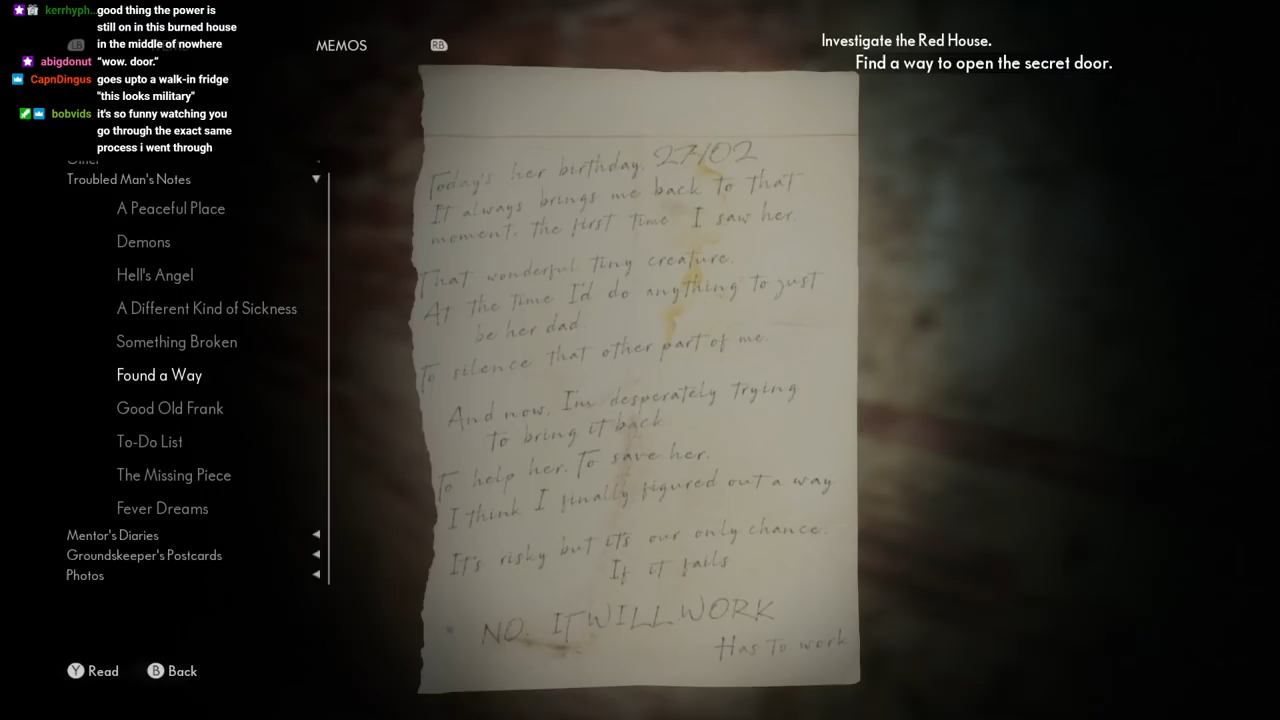 kerrhyph... good thing the power is
still on in this burned house
in the middle of nowhere
abigdonut "wow. door."
CapnDingus goes upto a walk-in fridge
"this looks military"
bobvids it's so funny watching you
go through the exact same
process i went through
LB
MEMOS
RB
Investigate the Red House.
Find a way to open the secret door.
Other
Troubled Man's Notes
A Peaceful Place
Demons
Hell's Angel
A Different Kind of Sickness
Something Broken
Found a Way
Good Old Frank
To-Do List
The Missing Piece
Fever Dreams
Mentor's Diaries
Groundskeeper's Postcards
Photos
Y Read
B Back
Today's her birthday. 27/02
It always brings me back to that
moment. The first time I saw her.
That wonderful tiny creature.
At the time I'd do anything to just
be her dad.
To silence that other part of me.
And now, I'm desperately trying
to bring it back
To help her. To save her.
I think I finally figured out a way
It's risky but it's our only chance.
If it fails
NO. IT WILL WORK
Has to work